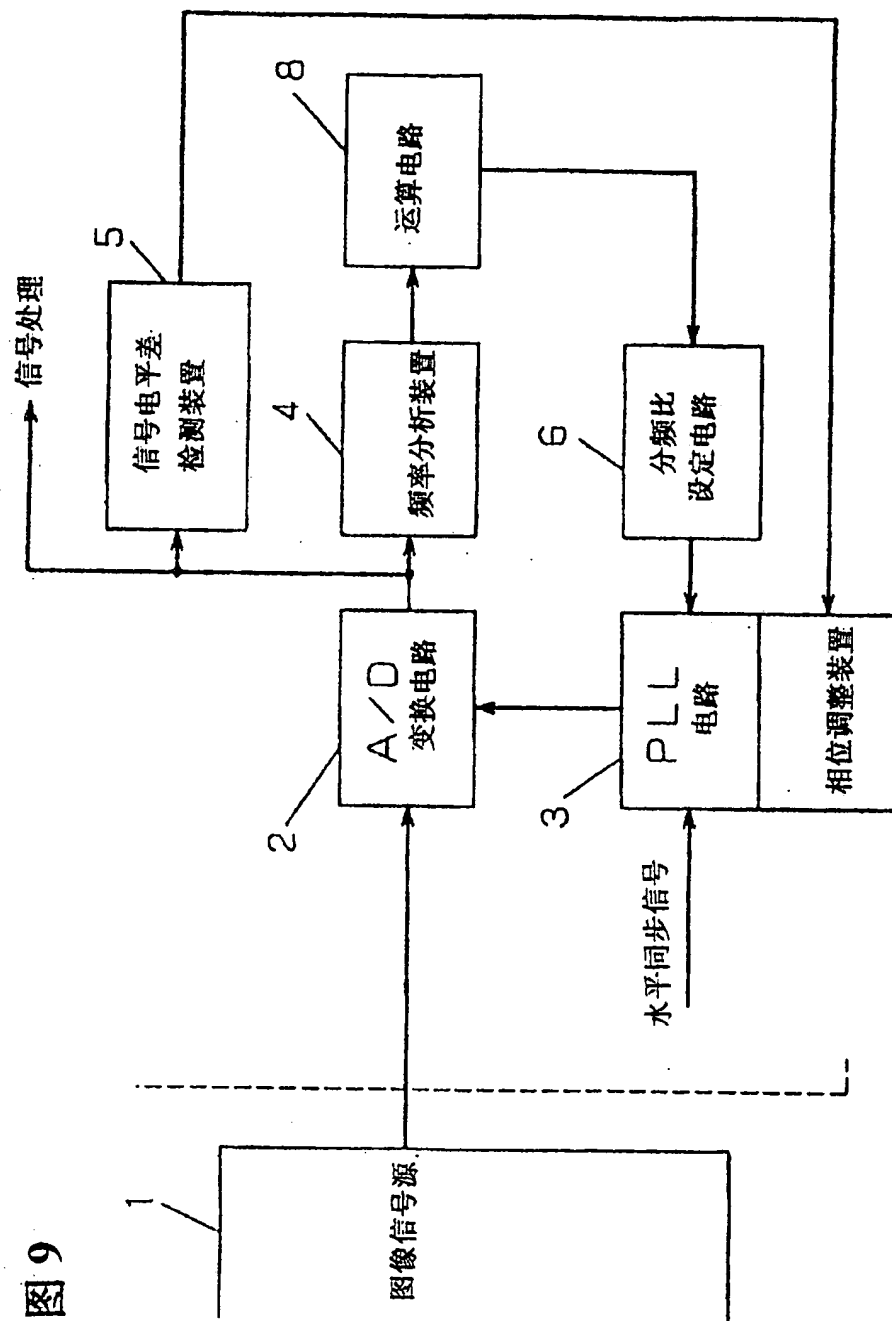 图9
1
图像信号源
2
A/D
变换电路
信号处理
5
信号电平差
检测装置
4
频率分析装置
8
运算电路
6
分频比
设定电路
3
PLL
电路
相位调整装置
水平同步信号